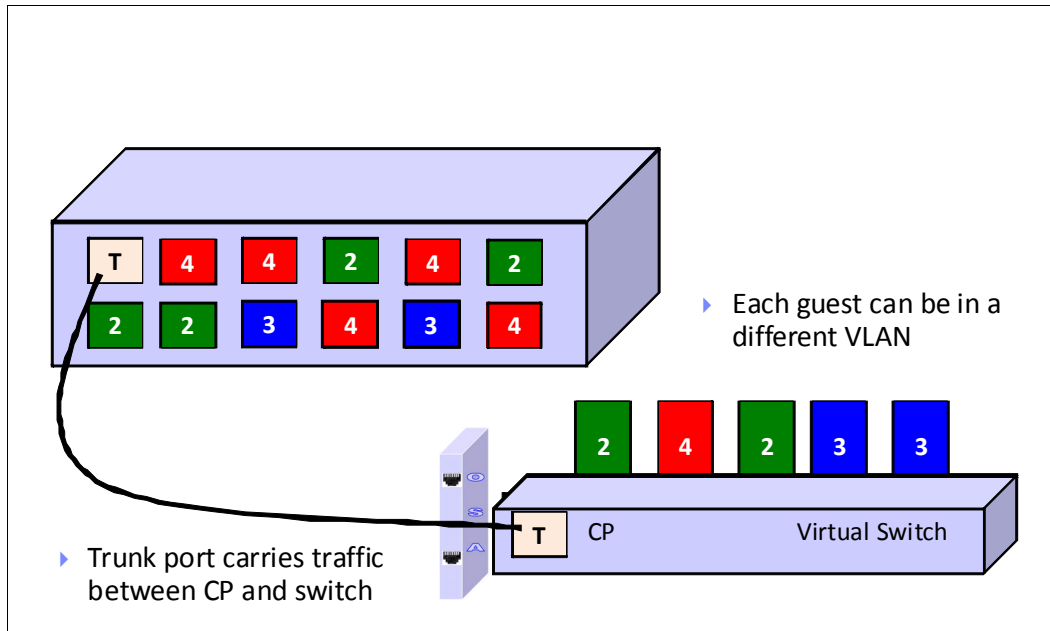 T 4 4 2 4 2
2 2 3 4 3 4
Each guest can be in a
different VLAN
2 4 2 3 3
O
S
A
T CP Virtual Switch
Trunk port carries traffic
between CP and switch